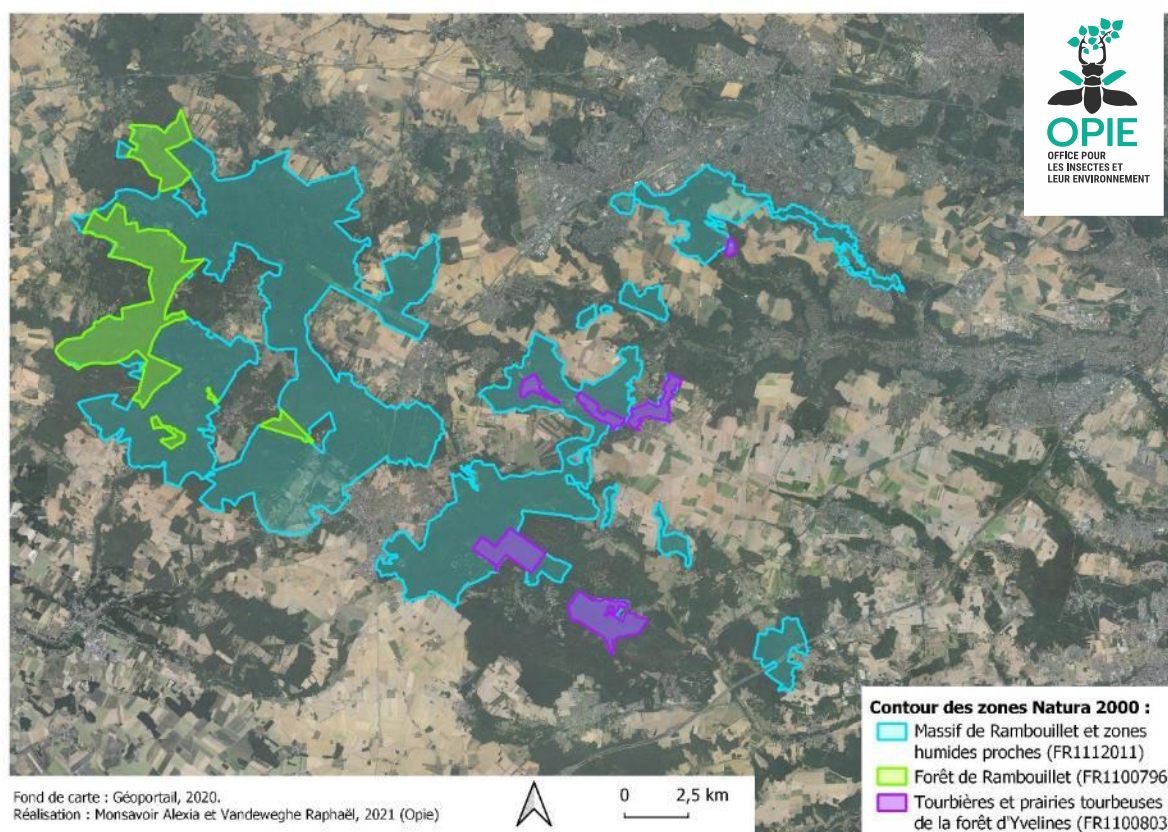 OPIE
OFFICE POUR
LES INSECTES ET
LEUR ENVIRONNEMENT
Contour des zones Natura 2000 :
Massif de Rambouillet et zones
humides proches (FR1112011)
Forêt de Rambouillet (FR1100796
Tourbières et prairies tourbeuses
de la forêt d'Yvelines (FR1100803
Fond de carte : Géoportail, 2020.
Réalisation : Monsavoir Alexia et Vandeweghe Raphaël, 2021 (Opie)
0 2,5 km